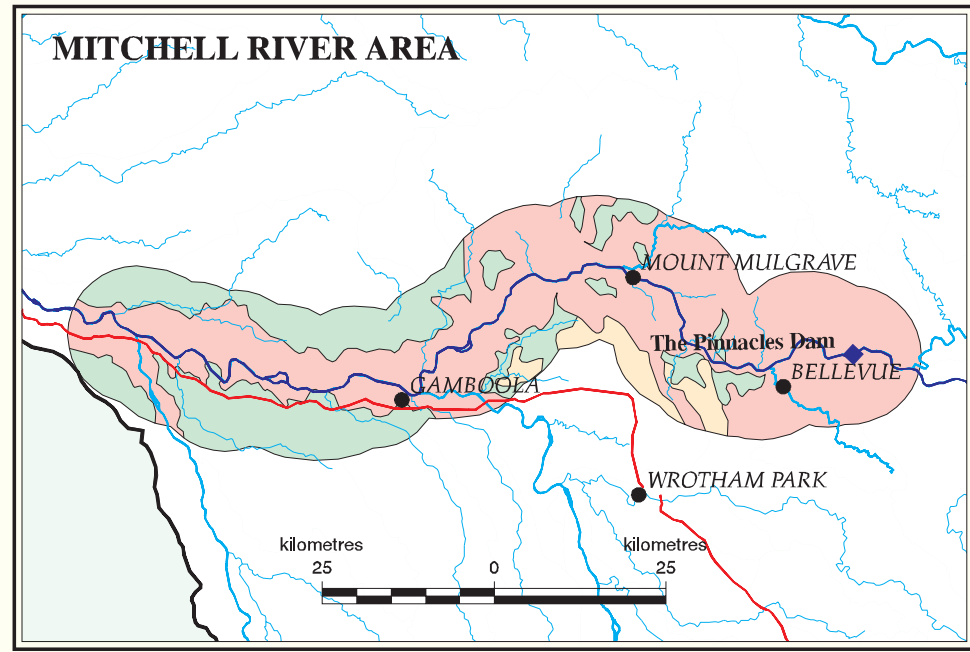 MITCHELL RIVER AREA
MOUNT MULGRAVE
The Pinnacles Dam
BELLEVUE
GAMBOOLA
WROTHAM PARK
kilometres kilometres
25 0 25